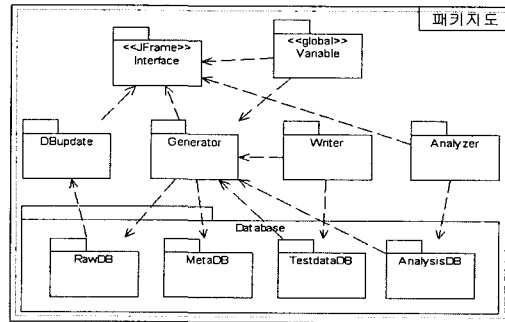 패키지도
<<JFrame>>
Interface
<<global>>
Variable
DBupdate
Generator
Writer
Analyzer
Database
RawDB
MetaDB
TestdataDB
AnalysisDB